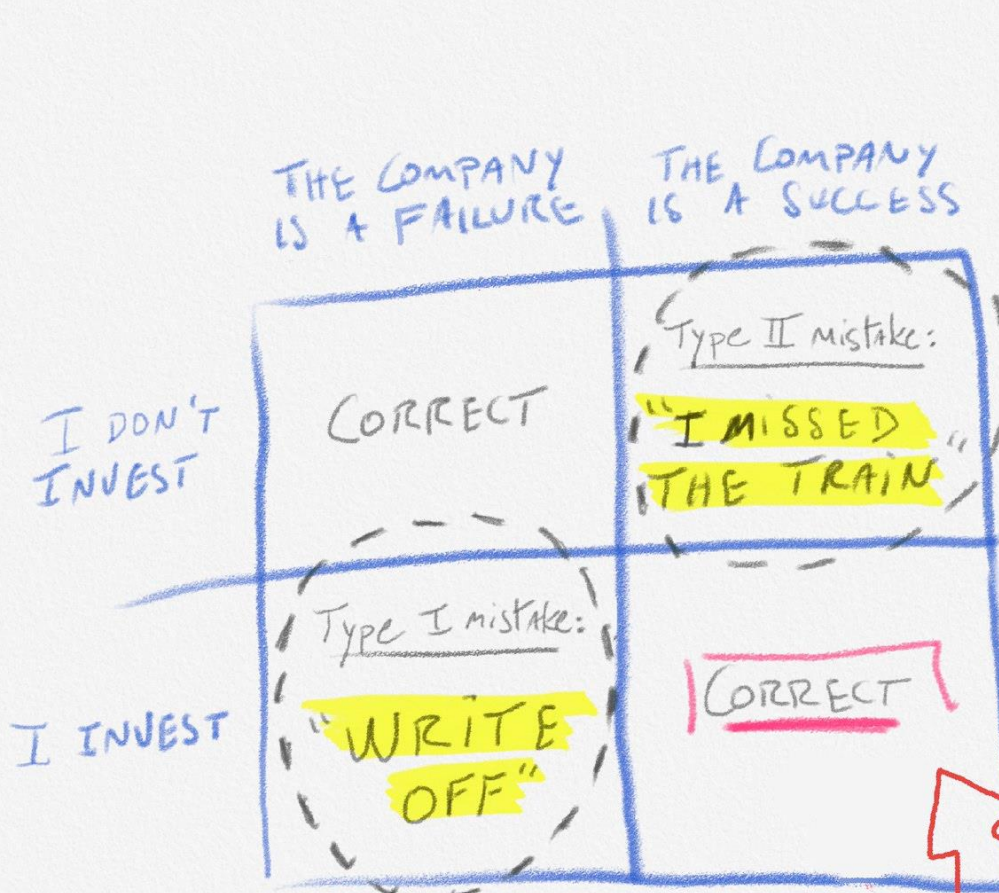 THE COMPANY
IS A FAILURE
THE COMPANY
IS A SUCCESS
I DON'T
INVEST
CORRECT
Type II mistake:
"I MISSED
THE TRAIN"
I INVEST
Type I mistake:
"WRITE
OFF"
CORRECT